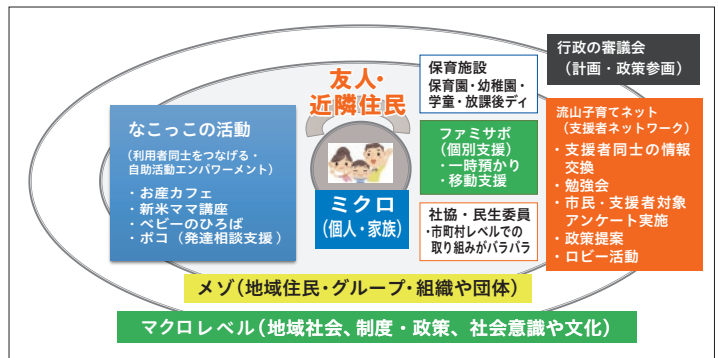 友人・
近隣住民
なこっこの活動
(利用者同士をつなげる・
自助活動エンパワーメント)
・お産カフェ
・新米ママ講座
・ベビーのひろば
・ポコ（発達相談支援）
ミクロ
(個人・家族)
保育施設
保育園・幼稚園・
学童・放課後ディ
ファミサポ
(個別支援)
・一時預かり
・移動支援
社協・民生委員
・市町村レベルでの
取り組みがバラバラ
行政の審議会
(計画・政策参画)
流山子育てネット
(支援者ネットワーク)
・支援者同士の情報
交換
・勉強会
・市民・支援者対象
アンケート実施
・政策提案
・ロビー活動
メゾ(地域住民・グループ・組織や団体)
マクロレベル(地域社会、制度・政策、社会意識や文化)